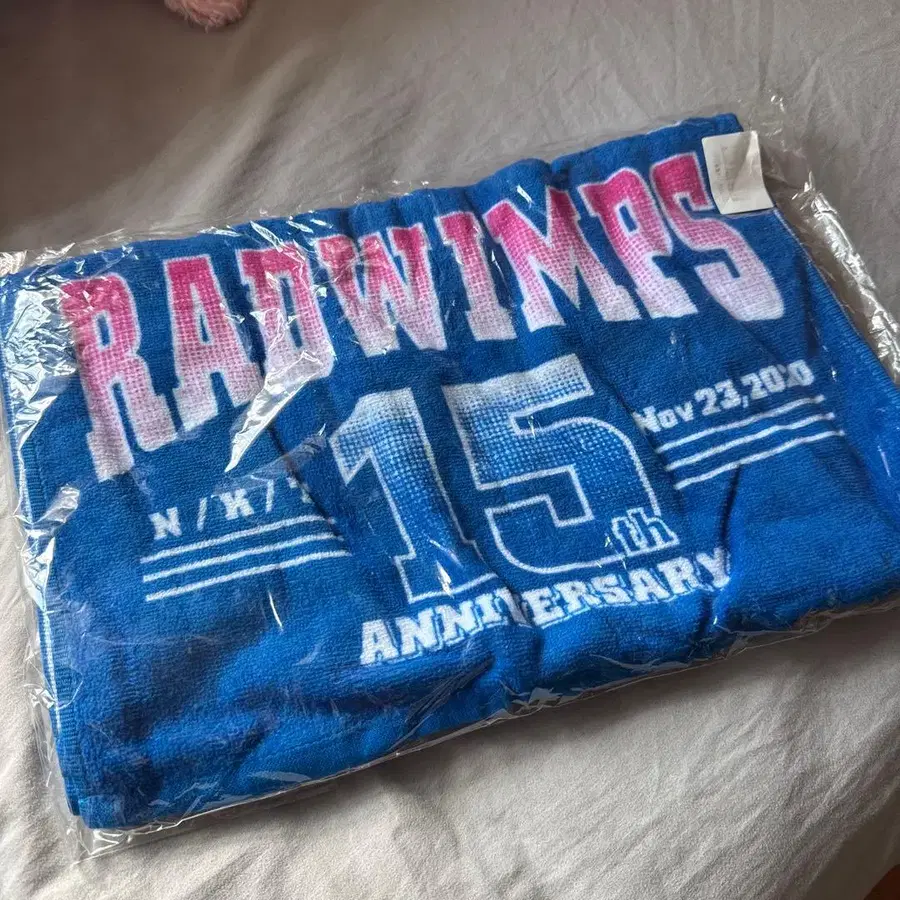 RADWIMPS
Nov 23, 2020
N / K /
15th
ANNIVERSARY